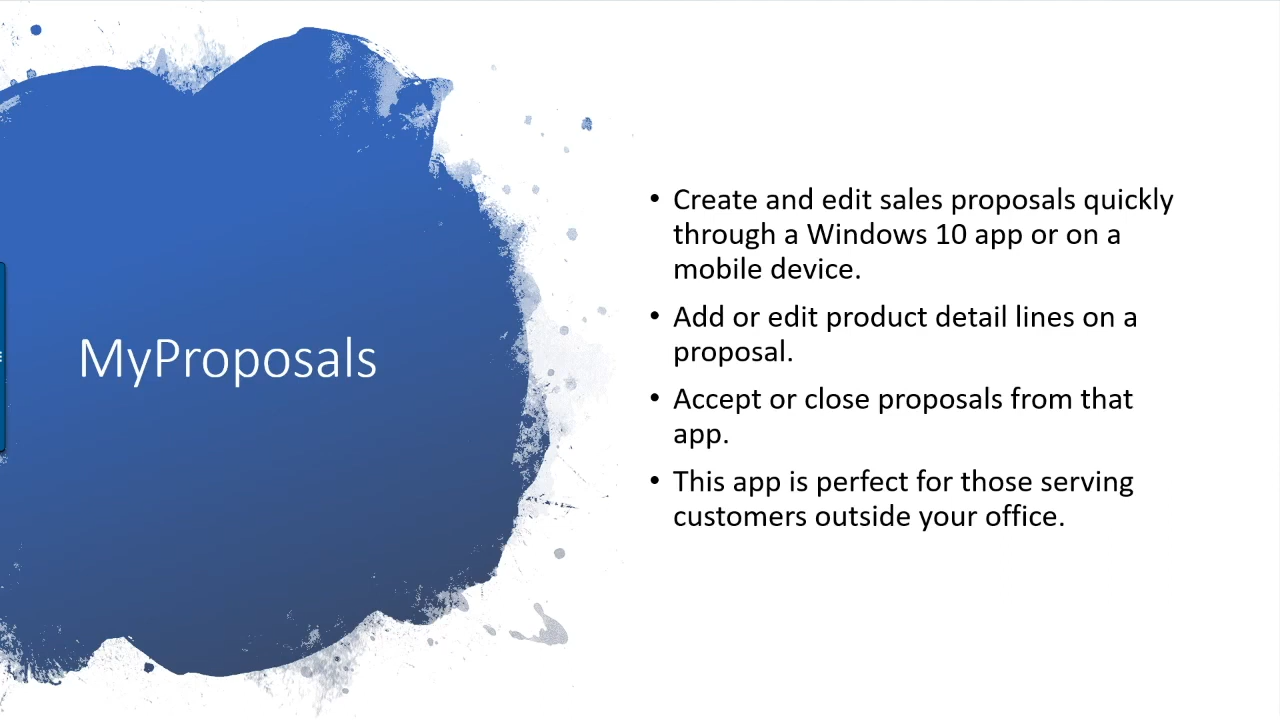 MyProposals
• Create and edit sales proposals quickly
through a Windows 10 app or on a
mobile device.
• Add or edit product detail lines on a
proposal.
• Accept or close proposals from that
app.
• This app is perfect for those serving
customers outside your office.